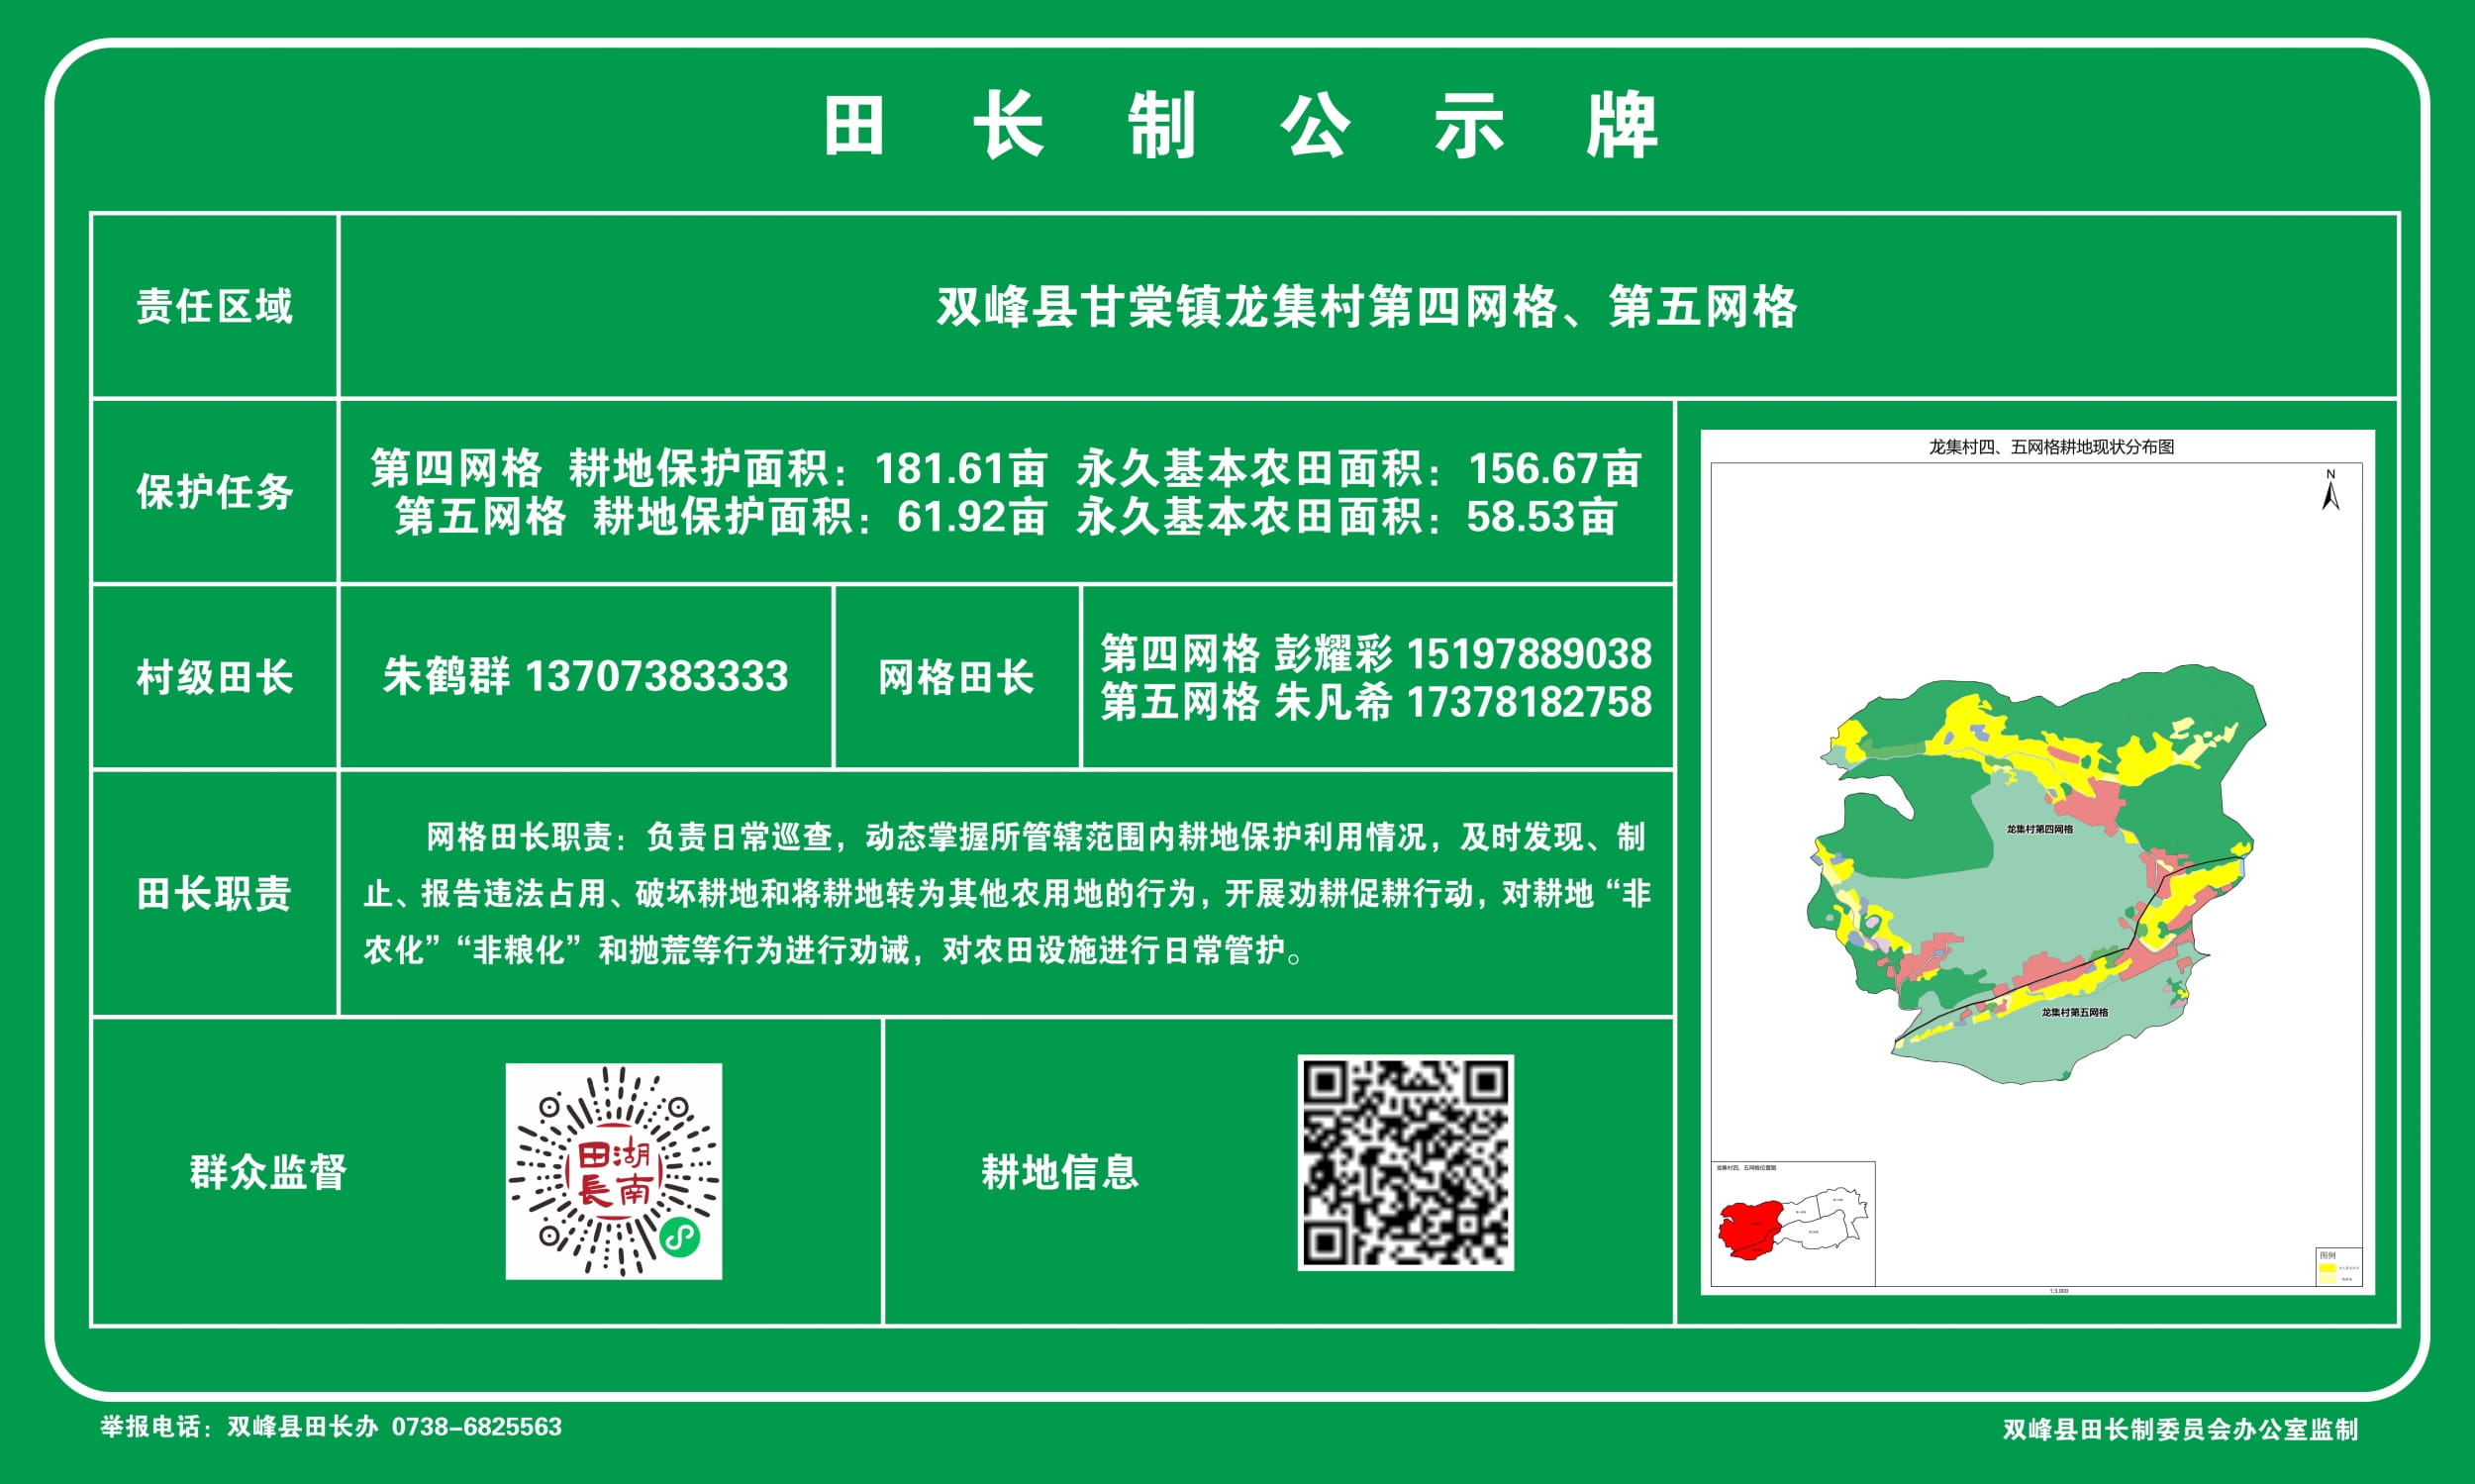 田长制公示牌
责任区域
双峰县甘棠镇龙集村第四网格、第五网格
保护任务
第四网格 耕地保护面积：181.61亩 永久基本农田面积：156.67亩
第五网格 耕地保护面积：61.92亩 永久基本农田面积：58.53亩
村级田长
朱鹤群 13707383333
网格田长
第四网格 彭耀彩 15197889038
第五网格 朱凡希 17378182758
田长职责
网格田长职责：负责日常巡查，动态掌握所管辖范围内耕地保护利用情况，及时发现、制
止、报告违法占用、破坏耕地和将耕地转为其他农用地的行为，开展劝耕促耕行动，对耕地“非
农化”“非粮化”和抛荒等行为进行劝诫，对农田设施进行日常管护。
群众监督
田湖
長南
耕地信息
龙集村四、五网格耕地现状分布图
N
龙集村第四网格
龙集村第五网格
龙集村四、五网格位置图
图例
1:3,000
举报电话：双峰县田长办 0738-6825563
双峰县田长制委员会办公室监制